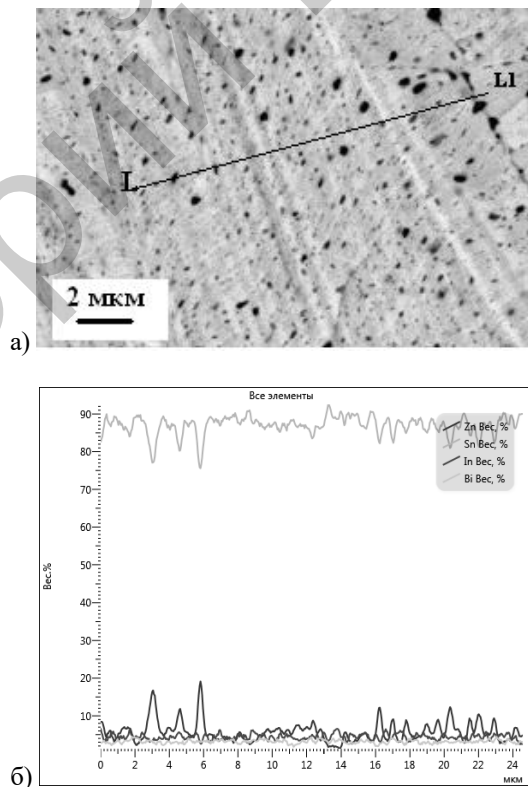 L1
L
2 мкм
а)
Все элементы
90
80
70
60
50
40
30
20
10
Вес.%
Zn Вес, %
Sn Вес, %
In Вес, %
Bi Вес, %
0 2 4 6 8 10 12 14 16 18 20 22 24
мкм
б)